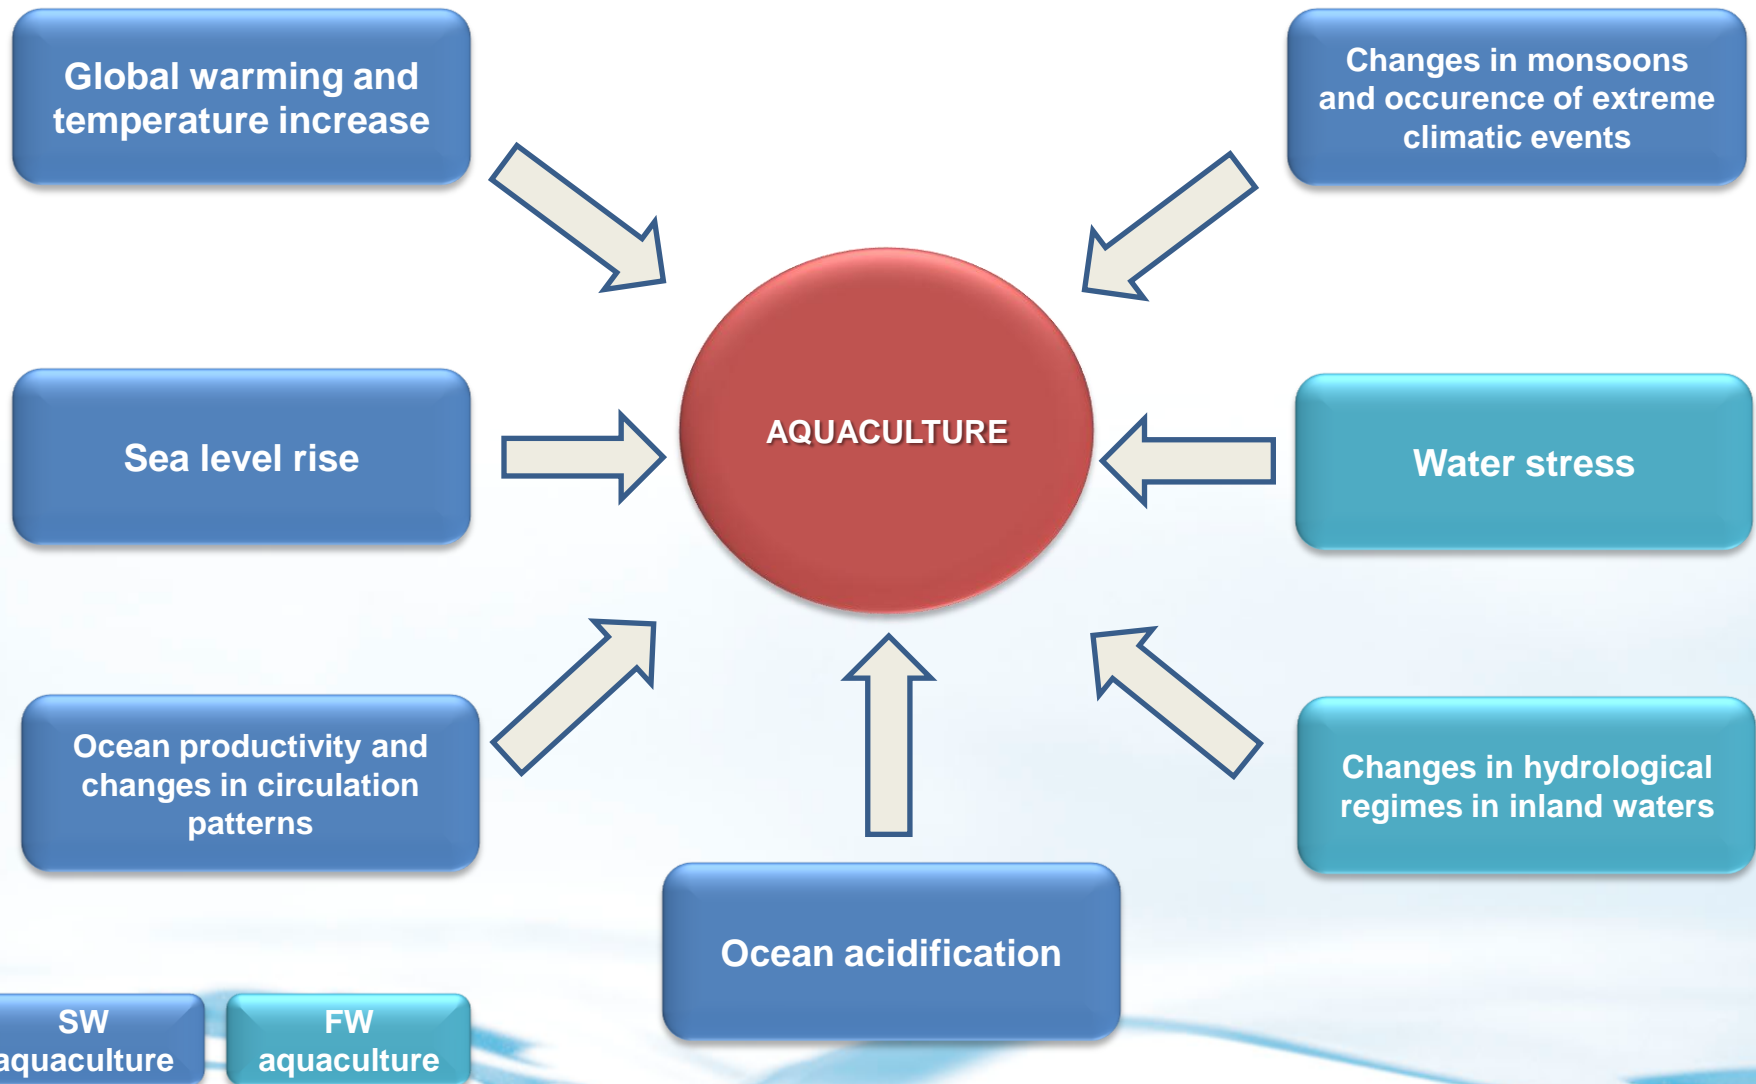 Global warming and
temperature increase
Changes in monsoons
and occurence of extreme
climatic events
AQUACULTURE
Sea level rise
Water stress
Ocean productivity and
changes in circulation
patterns
Changes in hydrological
regimes in inland waters
Ocean acidification
SW
aquaculture
FW
aquaculture